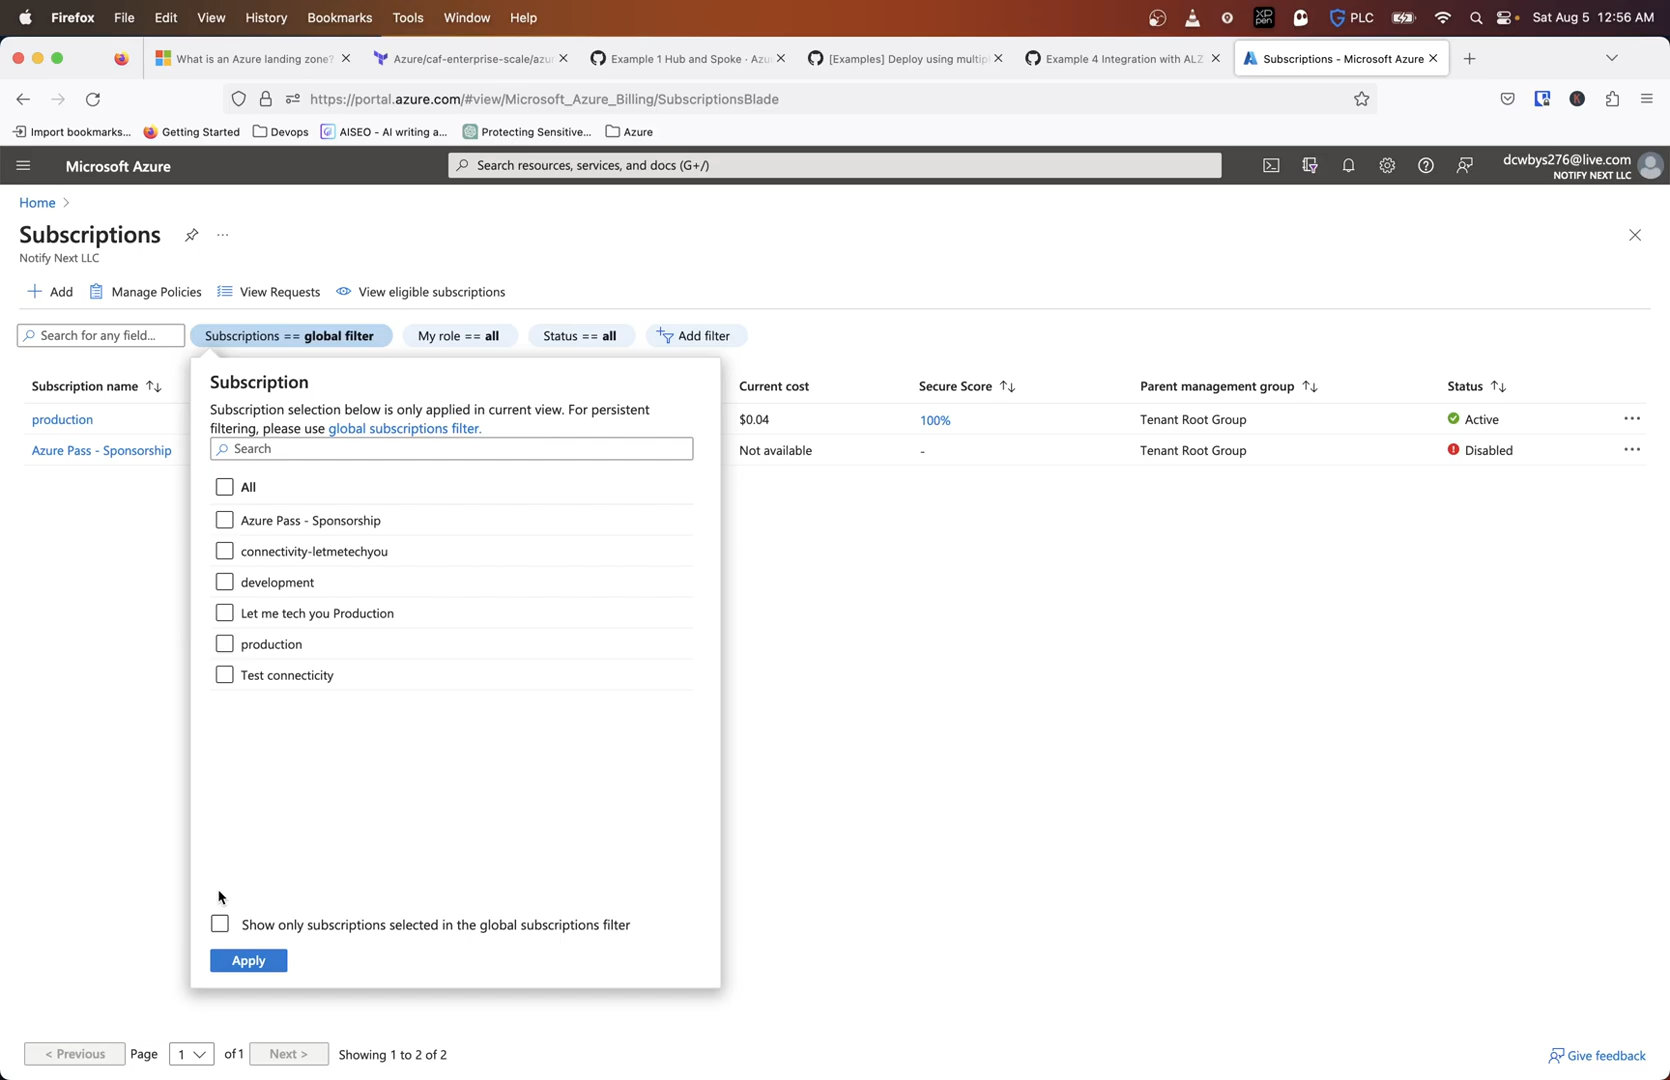 Firefox File Edit View History Bookmarks Tools Window Help PLC Sat Aug 5 12:56 AM
What is an Azure landing zone? Azure/caf-enterprise-scale/azur Example 1 Hub and Spoke · Azu [Examples] Deploy using multip Example 4 Integration with ALZ Subscriptions - Microsoft Azure
https://portal.azure.com/#view/Microsoft_Azure_Billing/SubscriptionsBlade
Import bookmarks... Getting Started Devops AISEO - AI writing a... Protecting Sensitive... Azure
Microsoft Azure
Search resources, services, and docs (G+/)
dcwbys276@live.com
NOTIFY NEXT LLC
Home
Subscriptions
Notify Next LLC
Add Manage Policies View Requests View eligible subscriptions
Search for any field... Subscriptions == global filter My role == all Status == all Add filter
Subscription name Current cost Secure Score Parent management group Status
production $0.04 100% Tenant Root Group Active
Azure Pass - Sponsorship Not available - Tenant Root Group Disabled
Subscription
Subscription selection below is only applied in current view. For persistent
filtering, please use global subscriptions filter.
Search
All
Azure Pass - Sponsorship
connectivity-letmetechyou
development
Let me tech you Production
production
Test connecticity
Show only subscriptions selected in the global subscriptions filter
Apply
< Previous Page 1 of 1 Next > Showing 1 to 2 of 2
Give feedback